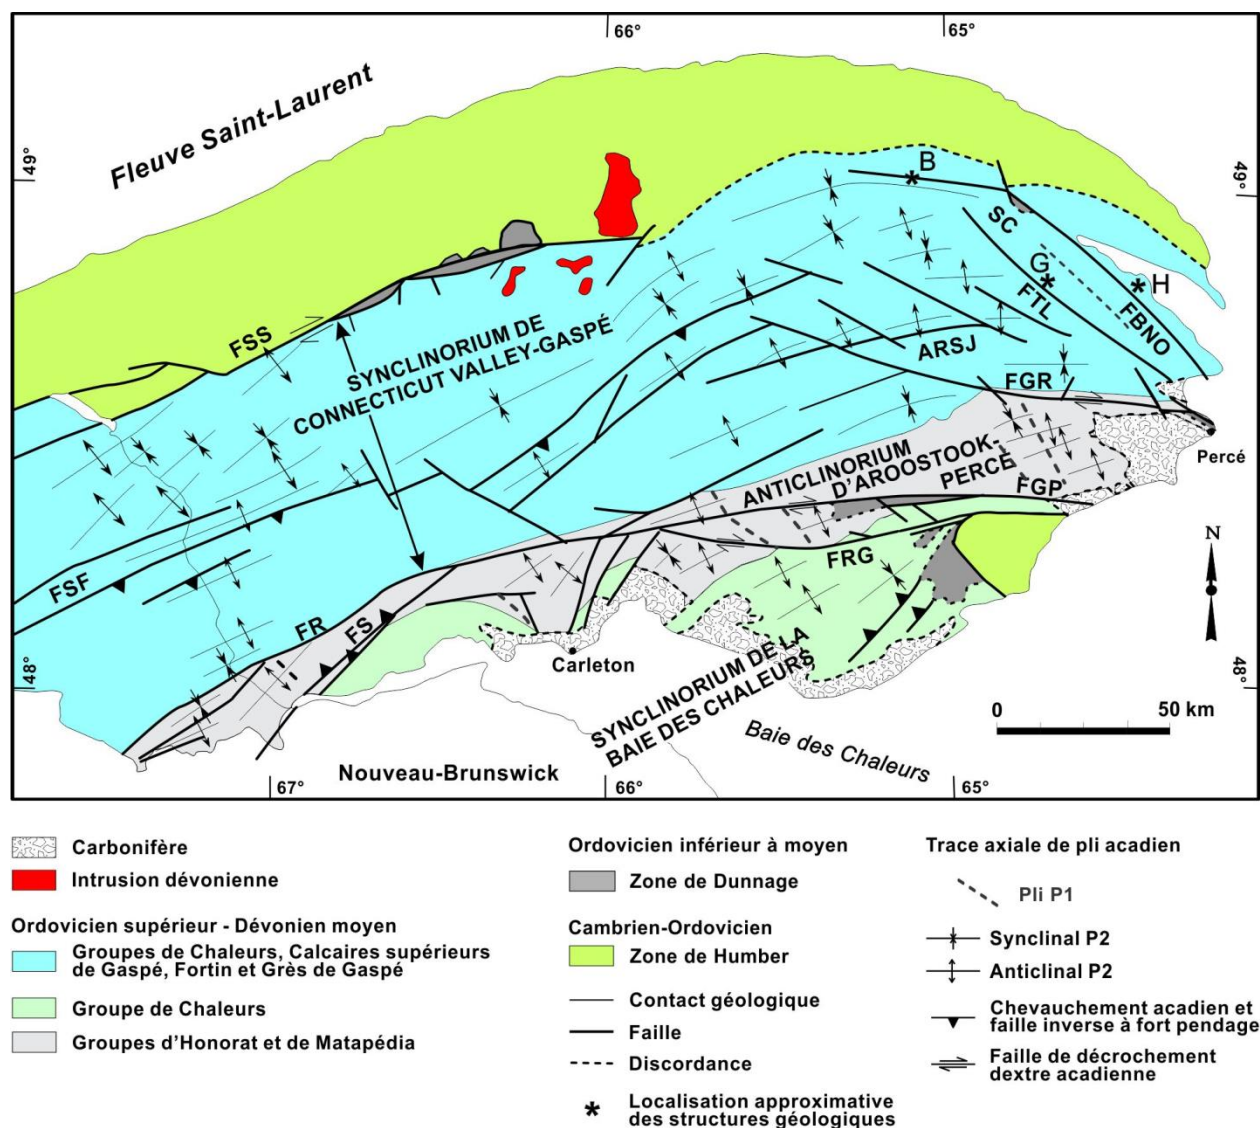 66°
65°
Fleuve Saint-Laurent
49°
49°
B
SC
G
H
FTL
FBNO
FSS
SYNCLINORIUM DE
CONNECTICUT VALLEY-GASPÉ
ARSJ
FGR
Percé
ANTICLINORIUM
D'AROOSTOOK-
PERCÉ
FGP
N
FSF
FRG
FR
FS
Carleton
48°
48°
SYNCLINORIUM DE LA
BAIE DES CHALEURS
0 50 km
Baie des Chaleurs
Nouveau-Brunswick
67°
66°
65°
Carbonifère
Intrusion dévonienne
Ordovicien supérieur - Dévonien moyen
Groupes de Chaleurs, Calcaires supérieurs
de Gaspé, Fortin et Grès de Gaspé
Groupe de Chaleurs
Groupes d'Honorat et de Matapédia
Ordovicien inférieur à moyen
Zone de Dunnage
Cambrien-Ordovicien
Zone de Humber
Contact géologique
Faille
Discordance
* Localisation approximative
des structures géologiques
Trace axiale de pli acadien
Pli P1
Synclinal P2
Anticlinal P2
Chevauchement acadien et
faille inverse à fort pendage
Faille de décrochement
dextre acadienne